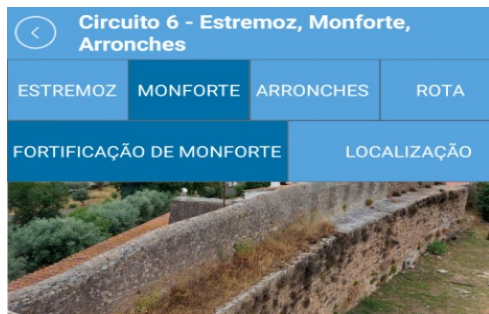 Circuito 6 - Estremoz, Monforte,
Arronches
ESTREMOZ MONFORTE ARRONCHES ROTA
FORTIFICAÇÃO DE MONFORTE LOCALIZAÇÃO